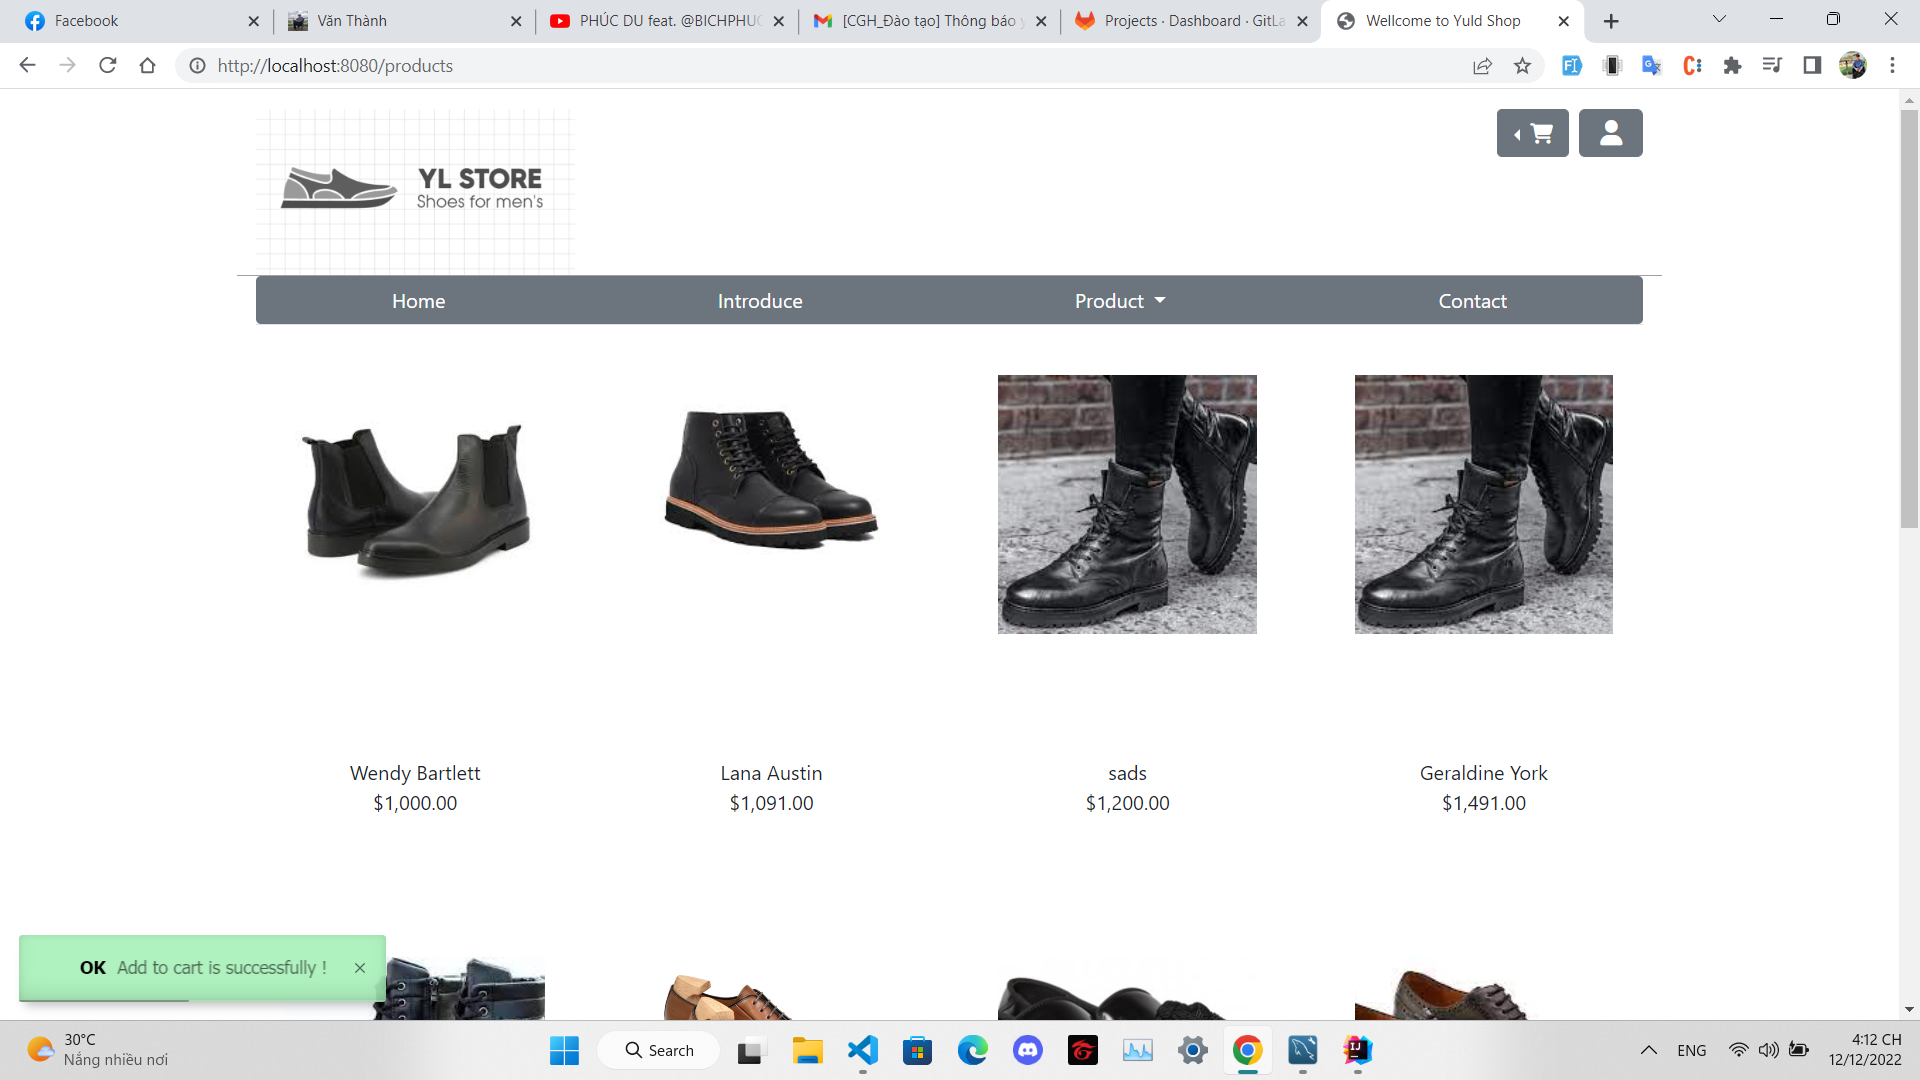 Facebook
Văn Thành
PHÚC DU feat. @BICHPHUC
[CGH_Đào tạo] Thông báo
Projects · Dashboard · GitLa
Wellcome to Yuld Shop
http://localhost:8080/products
YL STORE
Shoes for men's
Home
Introduce
Product
Contact
Wendy Bartlett
$1,000.00
Lana Austin
$1,091.00
sads
$1,200.00
Geraldine York
$1,491.00
OK Add to cart is successfully !
30°C
Nắng nhiều nơi
Search
ENG
4:12 CH
12/12/2022